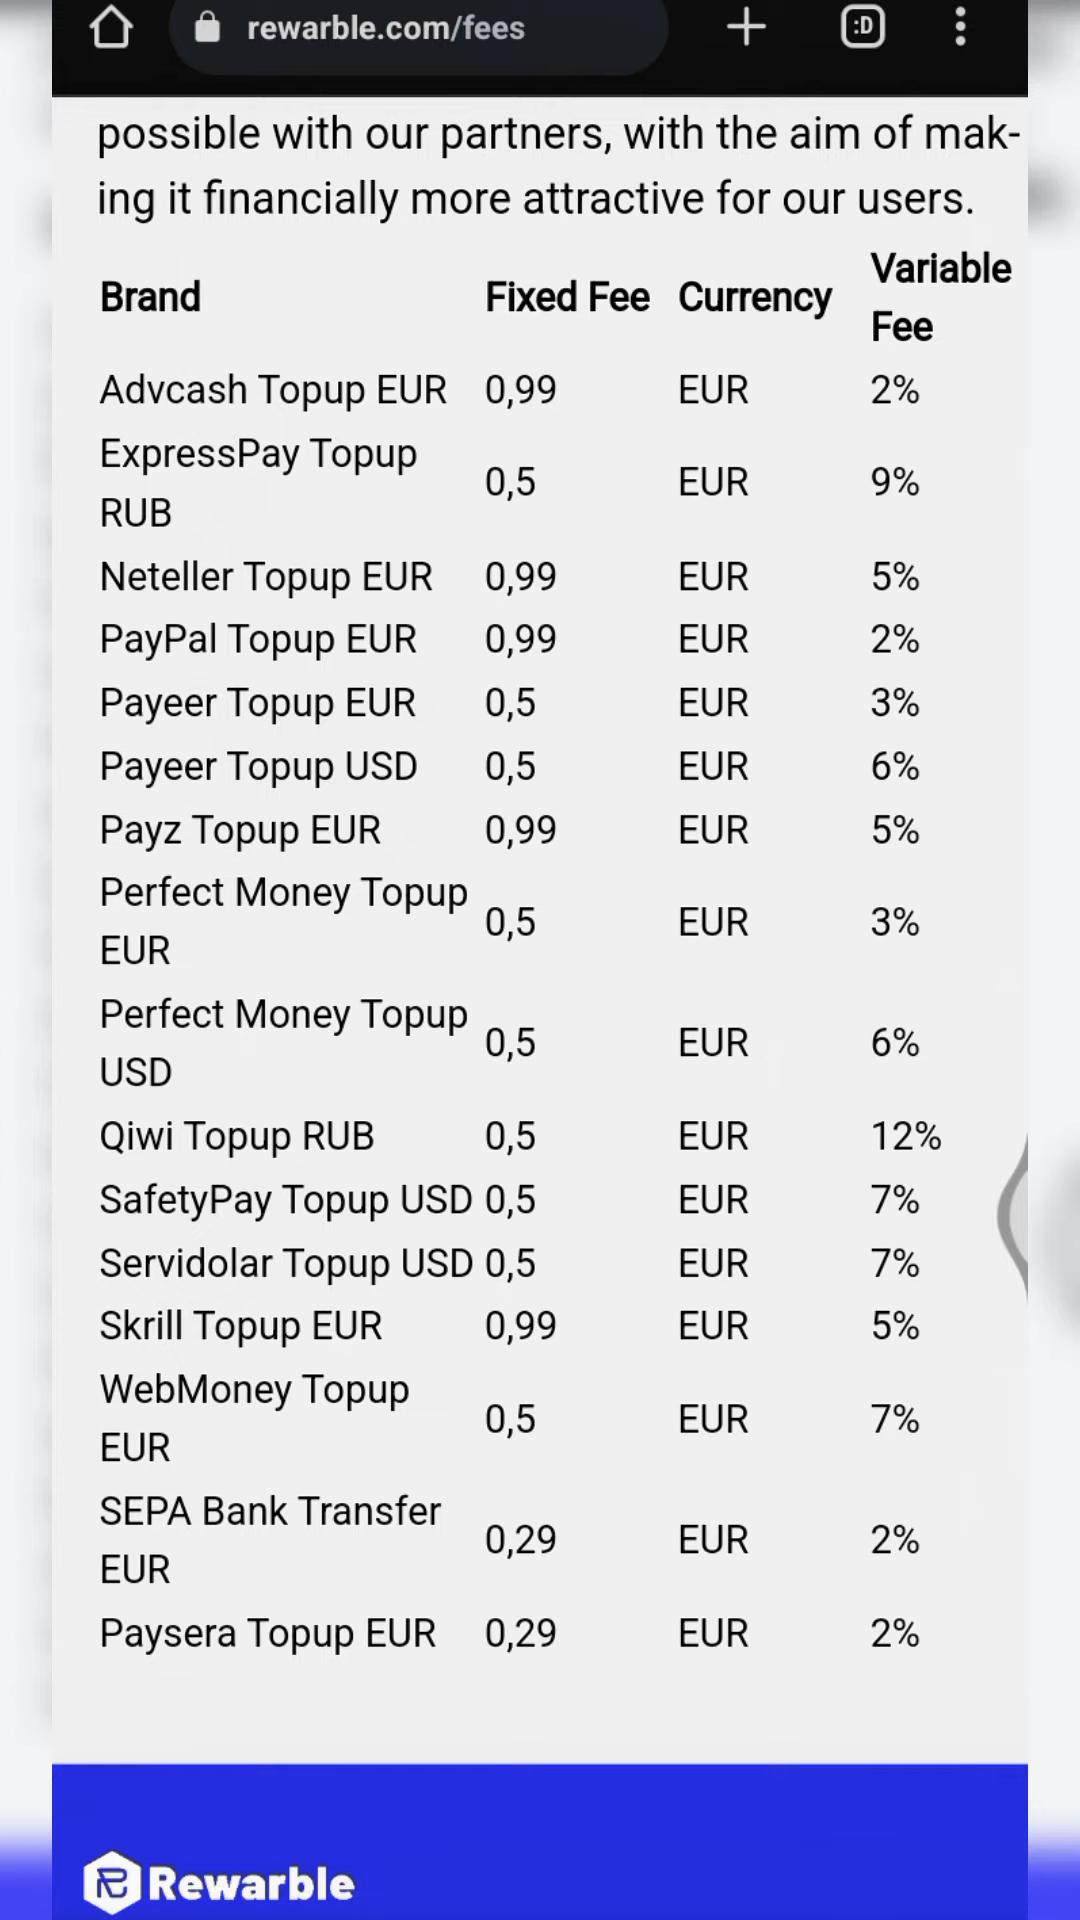 rewarble.com/fees
:D
possible with our partners, with the aim of mak-
ing it financially more attractive for our users.
Brand Fixed Fee Currency Variable Fee
Advcash Topup EUR 0,99 EUR 2%
ExpressPay Topup RUB 0,5 EUR 9%
Neteller Topup EUR 0,99 EUR 5%
PayPal Topup EUR 0,99 EUR 2%
Payeer Topup EUR 0,5 EUR 3%
Payeer Topup USD 0,5 EUR 6%
Payz Topup EUR 0,99 EUR 5%
Perfect Money Topup EUR 0,5 EUR 3%
Perfect Money Topup USD 0,5 EUR 6%
Qiwi Topup RUB 0,5 EUR 12%
SafetyPay Topup USD 0,5 EUR 7%
Servidolar Topup USD 0,5 EUR 7%
Skrill Topup EUR 0,99 EUR 5%
WebMoney Topup EUR 0,5 EUR 7%
SEPA Bank Transfer EUR 0,29 EUR 2%
Paysera Topup EUR 0,29 EUR 2%
Rewarble